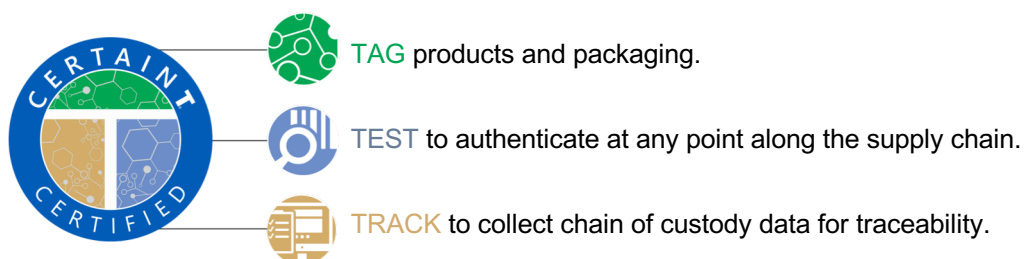 CERTAINT
CERTIFIED
TAG products and packaging.
TEST to authenticate at any point along the supply chain.
TRACK to collect chain of custody data for traceability.